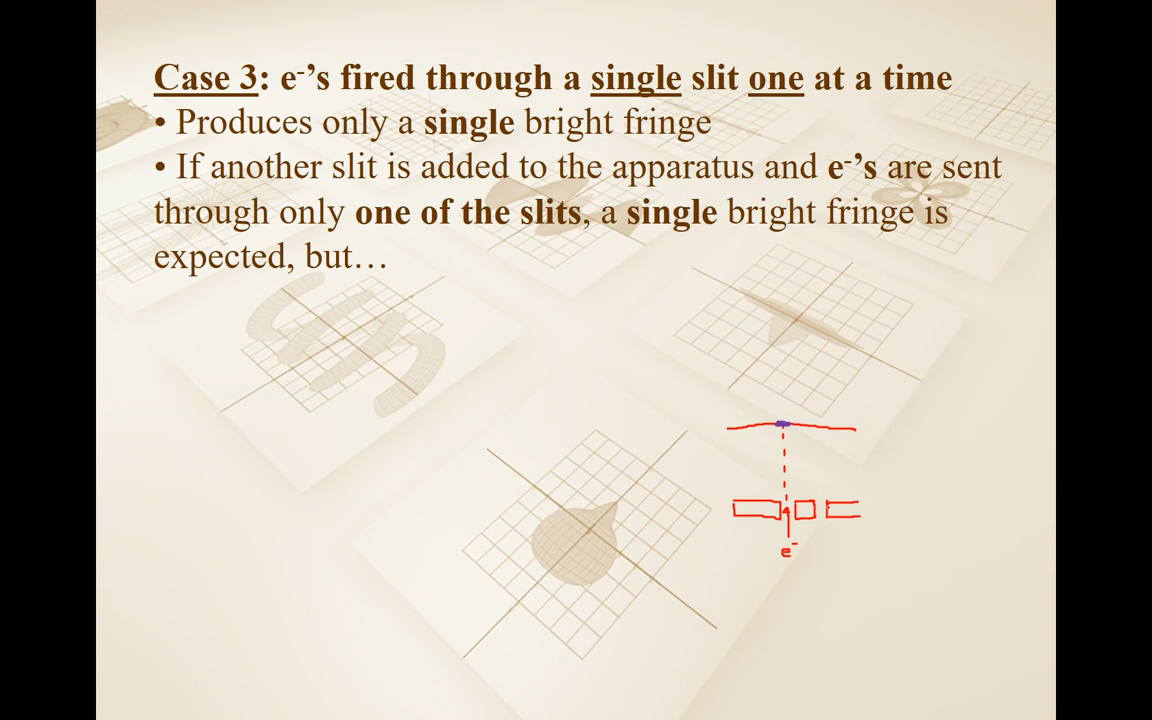 Case 3: e⁻'s fired through a single slit one at a time
• Produces only a single bright fringe
• If another slit is added to the apparatus and e⁻'s are sent
through only one of the slits, a single bright fringe is
expected, but…
e⁻